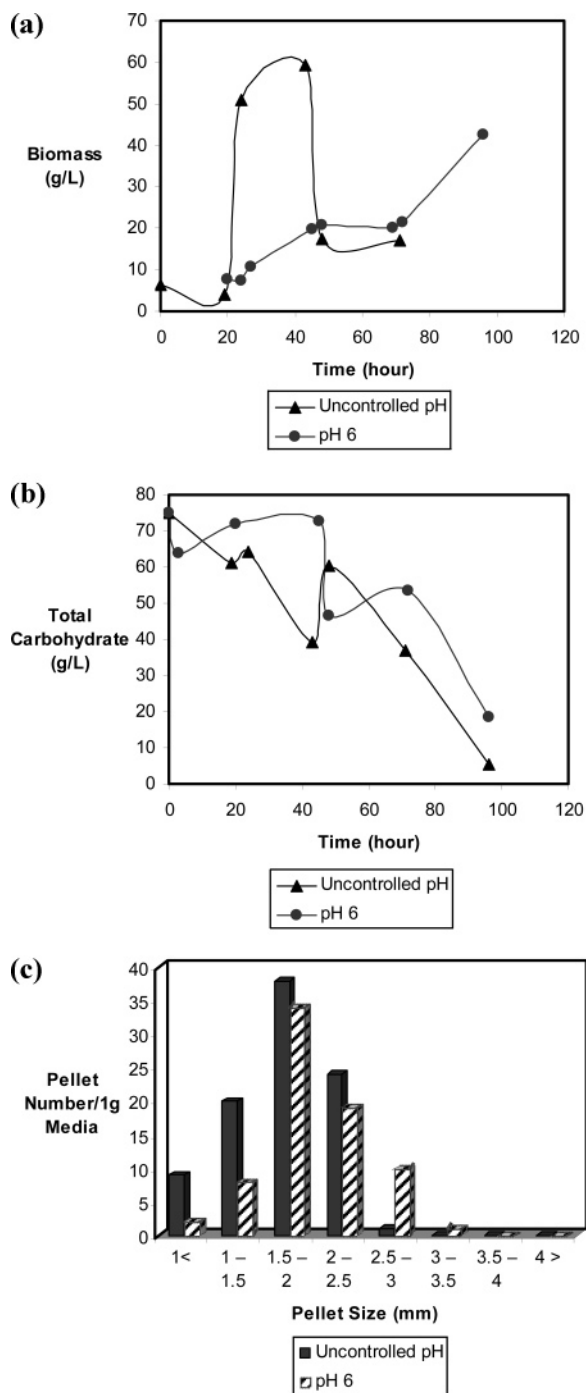 (a)
70
60
50
40
30
20
10
0
Biomass
(g/L)
0 20 40 60 80 100 120
Time (hour)
Uncontrolled pH
pH 6
(b)
80
70
60
50
40
30
20
10
0
Total
Carbohydrate
(g/L)
0 20 40 60 80 100 120
Time (hour)
Uncontrolled pH
pH 6
(c)
40
35
30
25
20
15
10
5
0
Pellet
Number/1g
Media
1< 1 – 1.5 – 2 – 2.5 – 3 – 3.5 – 4 >
1.5 2 2.5 3 3.5 4
Pellet Size (mm)
Uncontrolled pH
pH 6